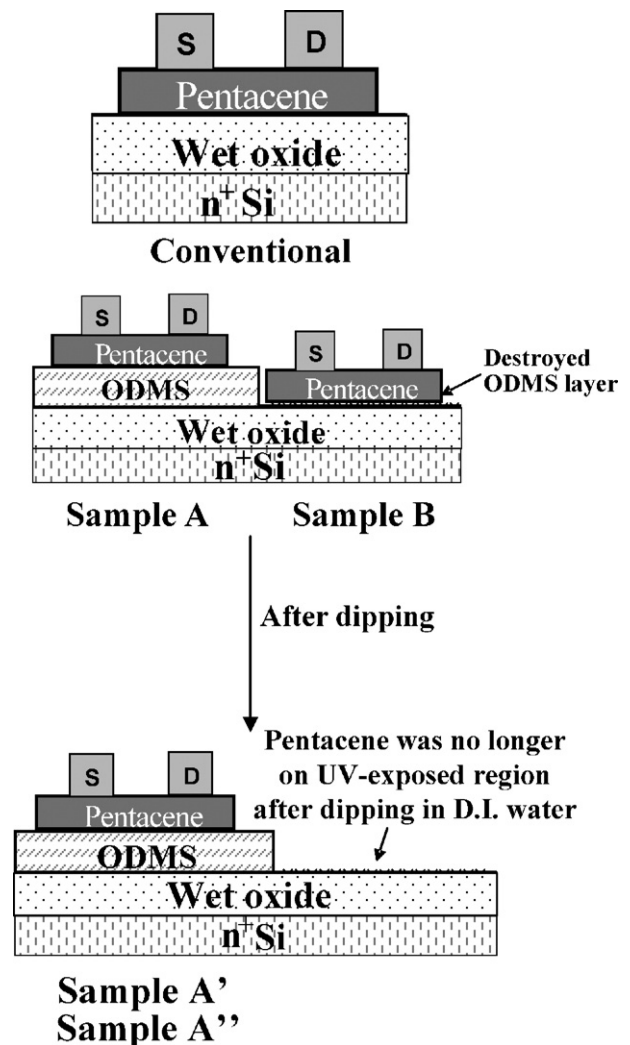 S D
Pentacene
Wet oxide
n+ Si
Conventional
S D
Pentacene
ODMS
S D
Pentacene
Destroyed
ODMS layer
Wet oxide
n+Si
Sample A Sample B
After dipping
Pentacene was no longer
on UV-exposed region
after dipping in D.I. water
S D
Pentacene
ODMS
Wet oxide
n+Si
Sample A'
Sample A''